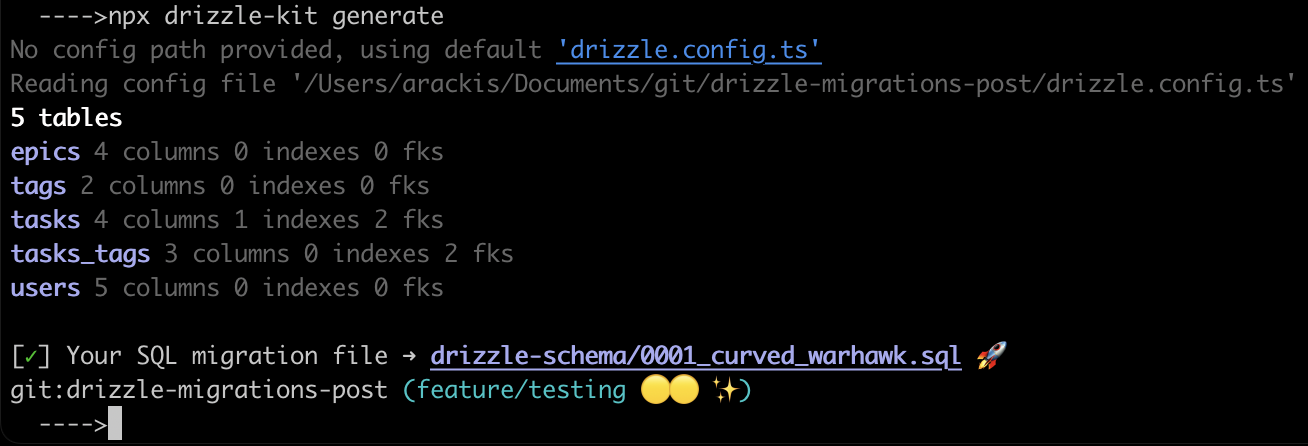 ---->npx drizzle-kit generate
No config path provided, using default 'drizzle.config.ts'
Reading config file '/Users/arackis/Documents/git/drizzle-migrations-post/drizzle.config.ts'
5 tables
epics 4 columns 0 indexes 0 fks
tags 2 columns 0 indexes 0 fks
tasks 4 columns 1 indexes 2 fks
tasks_tags 3 columns 0 indexes 2 fks
users 5 columns 0 indexes 0 fks
[✓] Your SQL migration file ➜ drizzle-schema/0001_curved_warhawk.sql 🚀
git:drizzle-migrations-post (feature/testing 🟡🟡 ✨)
---->